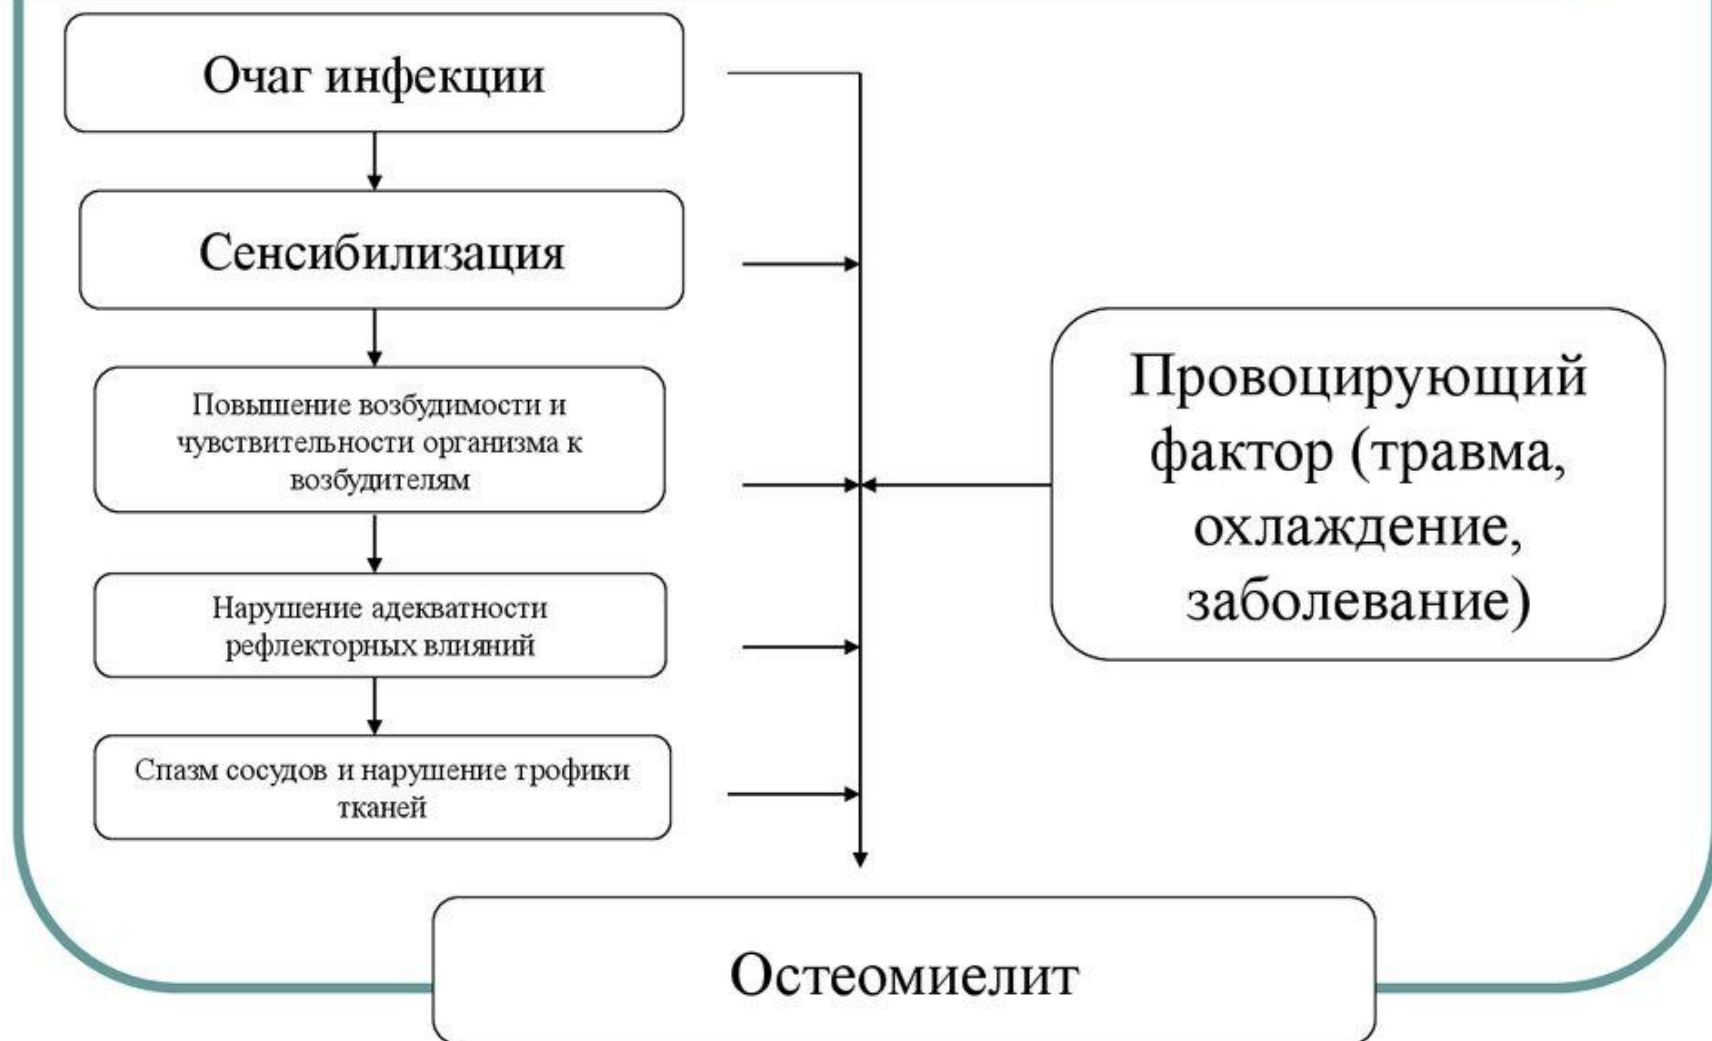 Очаг инфекции
Сенсибилизация
Повышение возбудимости и
чувствительности организма к
возбудителям
Нарушение адекватности
рефлекторных влияний
Спазм сосудов и нарушение трофики
тканей
Провоцирующий
фактор (травма,
охлаждение,
заболевание)
Остеомиелит